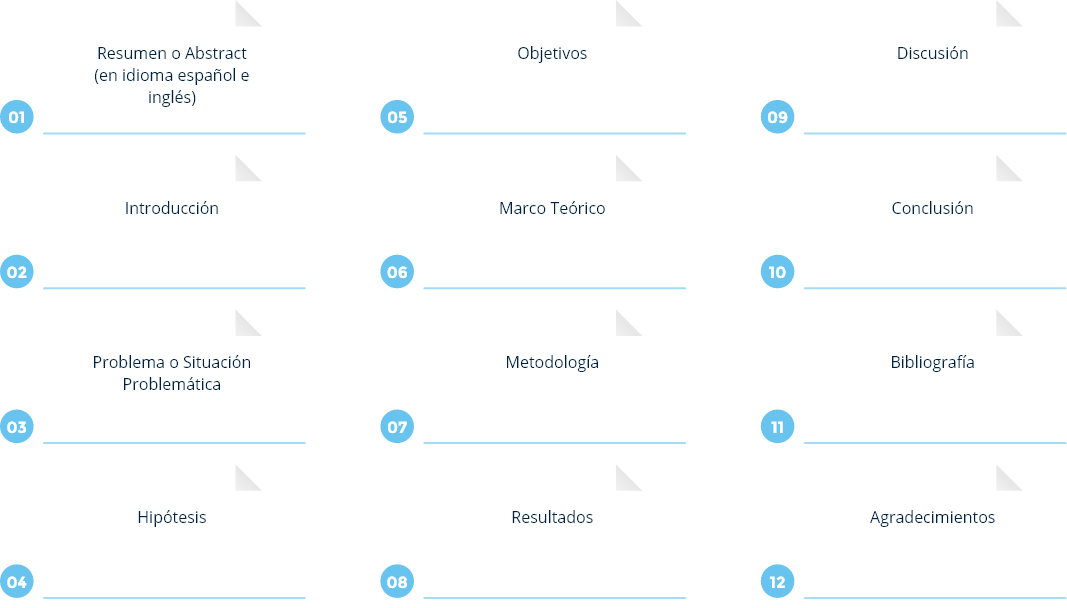 Resumen o Abstract
(en idioma español e
inglés)
01
Introducción
02
Problema o Situación
Problemática
03
Hipótesis
04
Objetivos
05
Marco Teórico
06
Metodología
07
Resultados
08
Discusión
09
Conclusión
10
Bibliografía
11
Agradecimientos
12